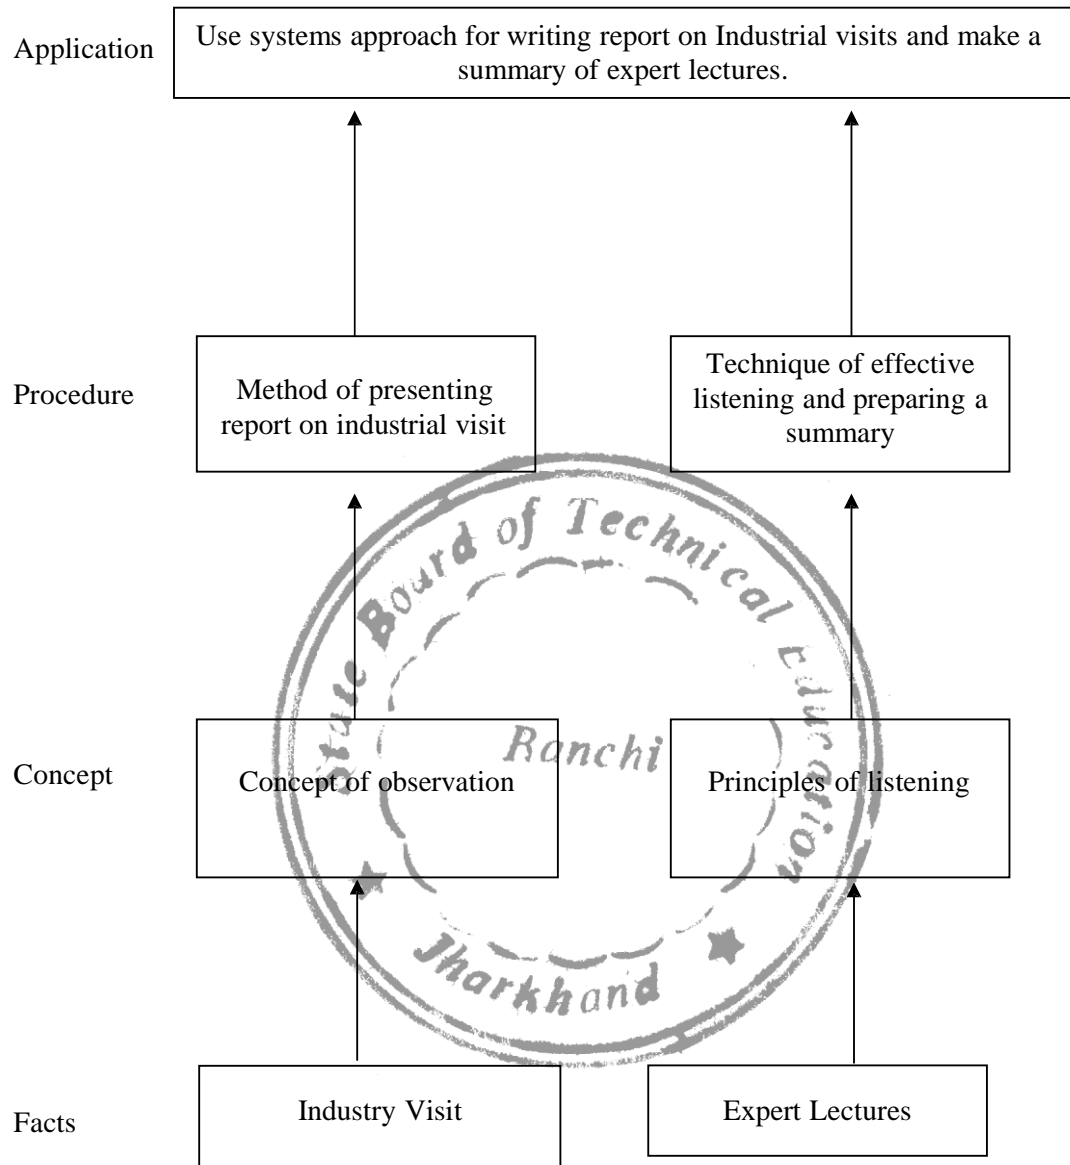 Application
Use systems approach for writing report on Industrial visits and make a
summary of expert lectures.
Procedure
Method of presenting
report on industrial visit
Technique of effective
listening and preparing a
summary
State Board of Technical Education
Ranchi
Jharkhand
Concept
Concept of observation
Principles of listening
Facts
Industry Visit
Expert Lectures